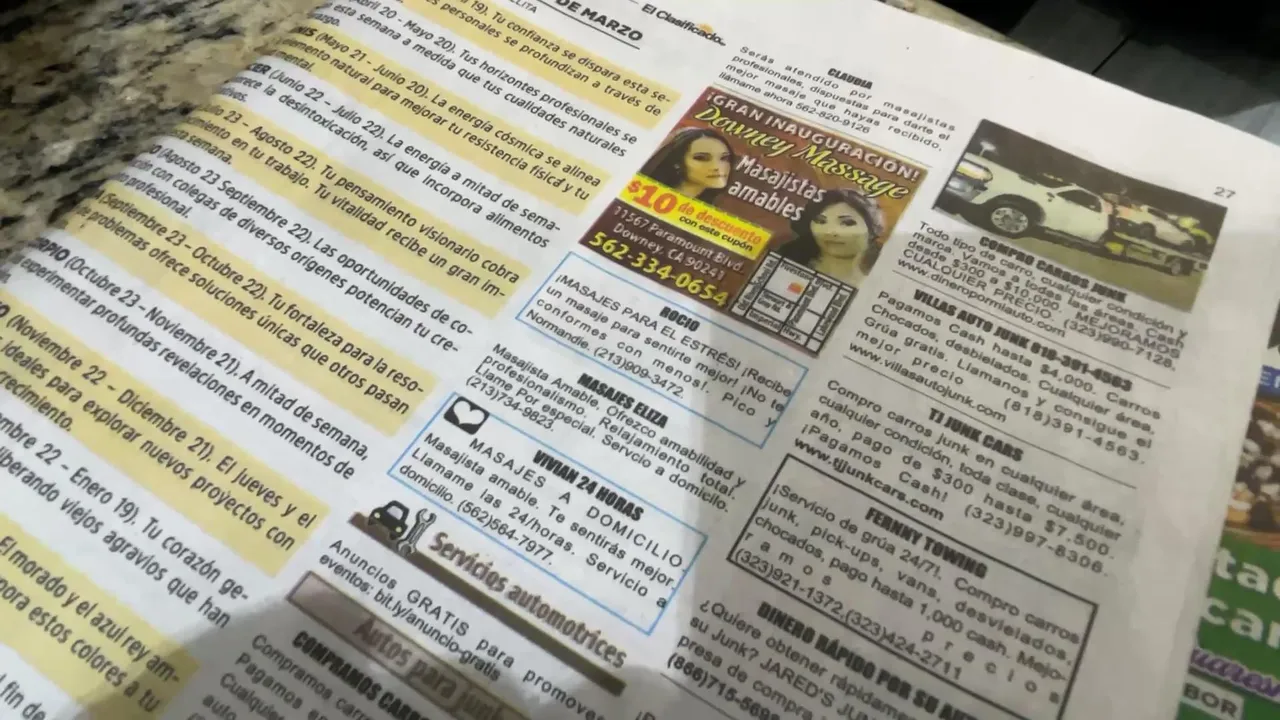 DE MARZO
El Clasificado
27
19). Tu confianza se dispara esta se-
es personales se profundizan a través de
Abril 20 - Mayo 20). Tus horizontes profesionales se
esta semana a medida que tus cualidades naturales
(Mayo 21 - Junio 20). La energía cósmica se alinea
natural para mejorar tu resistencia física y tu
(Junio 22 - Julio 22). La energía a mitad de sema-
la desintoxicación, así que incorpora alimentos
23 - Agosto 22). Tu pensamiento visionario cobra
en tu trabajo. Tu vitalidad recibe un gran im-
semana.
(Agosto 23 Septiembre 22). Las oportunidades de co-
con colegas de diversos orígenes potencian tu cre-
profesional.
(Septiembre 23 - Octubre 22). Tu fortaleza para la reso-
problemas ofrece soluciones únicas que otros pasan
(Octubre 23 - Noviembre 21). A mitad de semana,
experimentar profundas revelaciones en momentos de
(Noviembre 22 - Diciembre 21). El jueves y el
ideales para explorar nuevos proyectos con
22 - Enero 19). Tu corazón ge-
liberando viejos agravios que han
El morado y el azul rey am-
estos colores a tu
fin de
CLAUDIA
Serás atendido por masajistas
profesionales, dispuestas para darte el
mejor masaje que hayas recibido.
llámame ahora 562-820-9126
¡GRAN INAUGURACIÓN!
Downey Massage
Masajistas
amables
$10 de descuento
con este cupón
11567 Paramount Blvd.
Downey, CA 90241
562-334-0654
ROCIO
¡MASAJES PARA EL ESTRÉS! ¡Recibe
un masaje para sentirte mejor! ¡No te
conformes con menos!. Pico y
Normandie, (213)909-3472
MASAJES ELIZA
Masajista Amable, Ofrezco amabilidad y
profesionalismo. Relajamiento total.
Llame Por especial. Servcio a domicilo.
(213)734-9623.
VIVIAN 24 HORAS
MASAJES A DOMICILIO
Masajista amable. Te sentirás mejor.
Llamame las 24/horas. Servicio a
domicilio. (562)564-7977.
Servicios automotrices
Anuncios GRATIS para promover
eventos: bit.ly/anuncio-gratis
Autos para junk
COMPRAMOS CARROS
Compramos
Pagamos en
auto
COMPRO CARROS JUNK
Todo tipo de carro, cualquier condición y
marca. Vamos a todas las áreas. Cash
desde $300 a $10,000. MEJORAMOS
CUALQUIER PRECIO. (323)990-7128.
www.dineropormiauto.com
VILLAS AUTO JUNK 818-391-4563
Pagamos Cash hasta $4,000. Carros
Chocados, desbielados. Cualquier área.
Grúa gratis. Llamanos y consigue el
mejor precio (818)391-4563.
www.villasautojunk.com
TJ JUNK CARS
Compro carros junk en cualquier área,
cualquier condición, toda clase, cualquier
año, pago de $300 hasta $7,500.
¡Pagamos Cash! (323)997-8306.
www.tjjunkcars.com
FERNNY TOWING
¡Servicio de grúa 24/7!. Compro carros
junk, pick-ups, vans, desvielados,
chocados, pago hasta 1,000 cash. Mejo-
ramos precios
(323)921-1372,(323)424-2711
DINERO RÁPIDO POR SU
¿Quiere obtener
su Junk? JARED'S
presa de compra